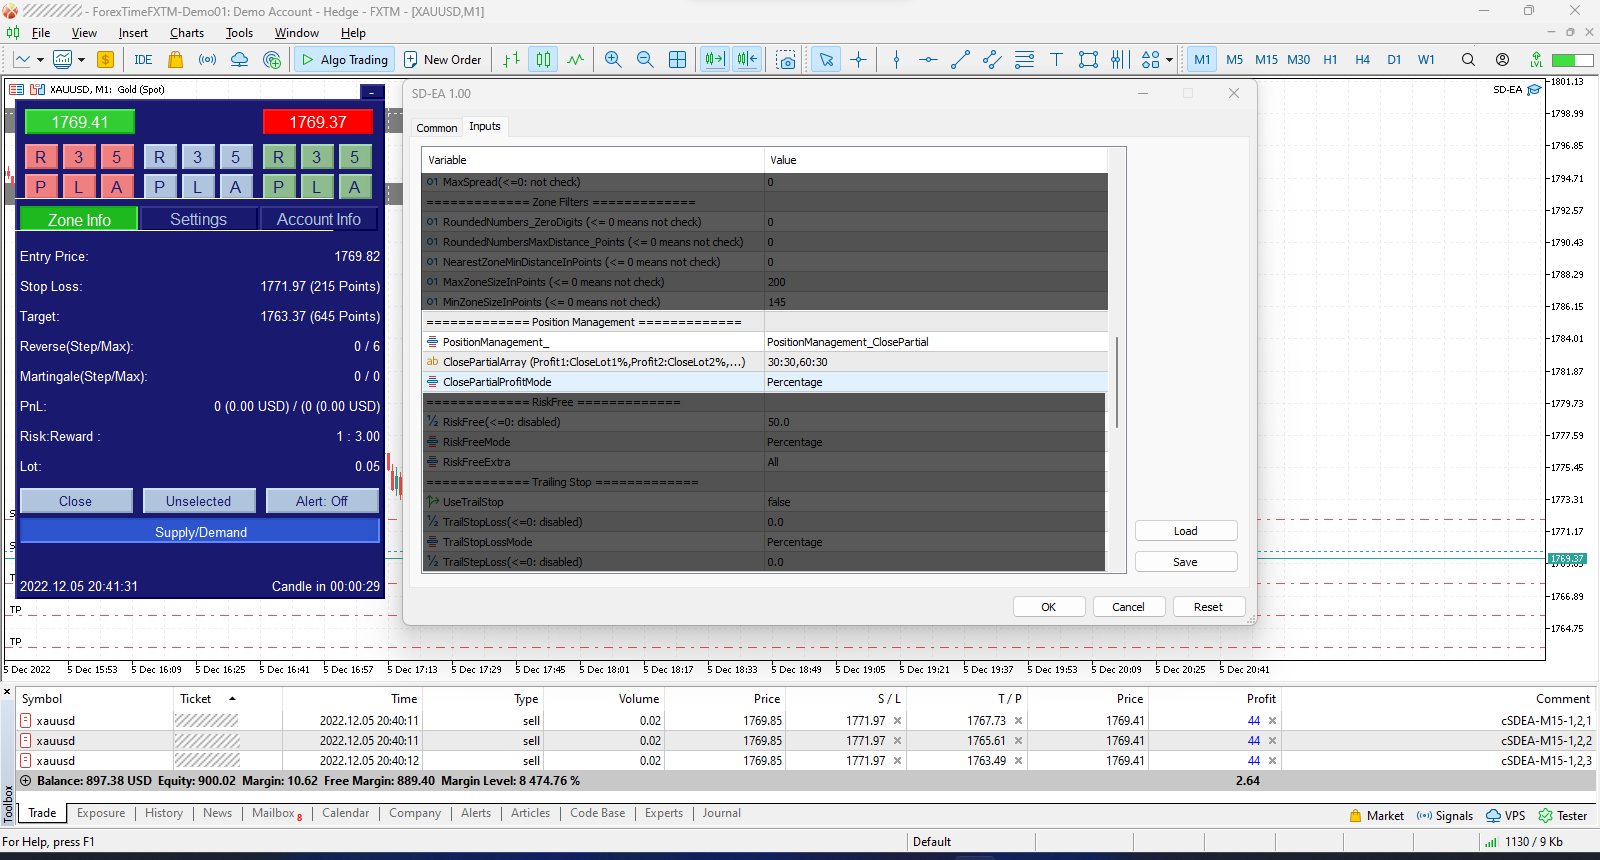 - ForexTimeFXTM-Demo01: Demo Account - Hedge - FXTM - [XAUUSD,M1]
File View Insert Charts Tools Window Help
IDE Algo Trading New Order M1 M5 M15 M30 H1 H4 D1 W1 LVL
XAUUSD, M1: Gold (Spot)
1769.41 1769.37
R 3 5 R 3 5 R 3 5
P L A P L A P L A
Zone Info Settings Account Info
Entry Price: 1769.82
Stop Loss: 1771.97 (215 Points)
Target: 1763.37 (645 Points)
Reverse(Step/Max): 0 / 6
Martingale(Step/Max): 0 / 0
PnL: 0 (0.00 USD) / (0 (0.00 USD)
Risk:Reward : 1 : 3.00
Lot: 0.05
Close Unselected Alert: Off
Supply/Demand
2022.12.05 20:41:31 Candle in 00:00:29
TP
TP
SD-EA 1.00
Common Inputs
Variable Value
MaxSpread(<=0: not check) 0
============= Zone Filters =============
RoundedNumbers_ZeroDigits (<= 0 means not check) 0
RoundedNumbersMaxDistance_Points (<= 0 means not check) 0
NearestZoneMinDistanceInPoints (<= 0 means not check) 0
MaxZoneSizeInPoints (<= 0 means not check) 200
MinZoneSizeInPoints (<= 0 means not check) 145
============= Position Management =============
PositionManagement_ PositionManagement_ClosePartial
ab ClosePartialArray (Profit1:CloseLot1%,Profit2:CloseLot2%,...) 30:30,60:30
ClosePartialProfitMode Percentage
============= RiskFree =============
RiskFree(<=0: disabled) 50.0
RiskFreeMode Percentage
RiskFreeExtra All
============= Trailing Stop =============
UseTrailStop false
TrailStopLoss(<=0: disabled) 0.0
TrailStopLossMode Percentage
TrailStepLoss(<=0: disabled) 0.0
Load
Save
OK Cancel Reset
SD-EA
1801.13
1798.99
1796.85
1794.71
1792.57
1790.43
1788.29
1786.15
1784.01
1781.87
1779.73
1777.59
1775.45
1773.31
1771.17
1769.37
1766.89
1764.75
5 Dec 2022 5 Dec 15:53 5 Dec 16:09 5 Dec 16:25 5 Dec 16:41 5 Dec 16:57 5 Dec 17:13 5 Dec 17:29 5 Dec 17:45 5 Dec 18:01 5 Dec 18:17 5 Dec 18:33 5 Dec 18:49 5 Dec 19:05 5 Dec 19:21 5 Dec 19:37 5 Dec 19:53 5 Dec 20:09 5 Dec 20:25 5 Dec 20:41
Symbol Ticket Time Type Volume Price S / L T / P Price Profit Comment
xauusd 2022.12.05 20:40:11 sell 0.02 1769.85 1771.97 1767.73 1769.41 44 cSDEA-M15-1,2,1
xauusd 2022.12.05 20:40:11 sell 0.02 1769.85 1771.97 1765.61 1769.41 44 cSDEA-M15-1,2,2
xauusd 2022.12.05 20:40:12 sell 0.02 1769.85 1771.97 1763.49 1769.41 44 cSDEA-M15-1,2,3
Balance: 897.38 USD Equity: 900.02 Margin: 10.62 Free Margin: 889.40 Margin Level: 8 474.76 % 2.64
Toolbox
Trade Exposure History News Mailbox 8 Calendar Company Alerts Articles Code Base Experts Journal Market Signals VPS Tester
For Help, press F1 Default 1130 / 9 Kb